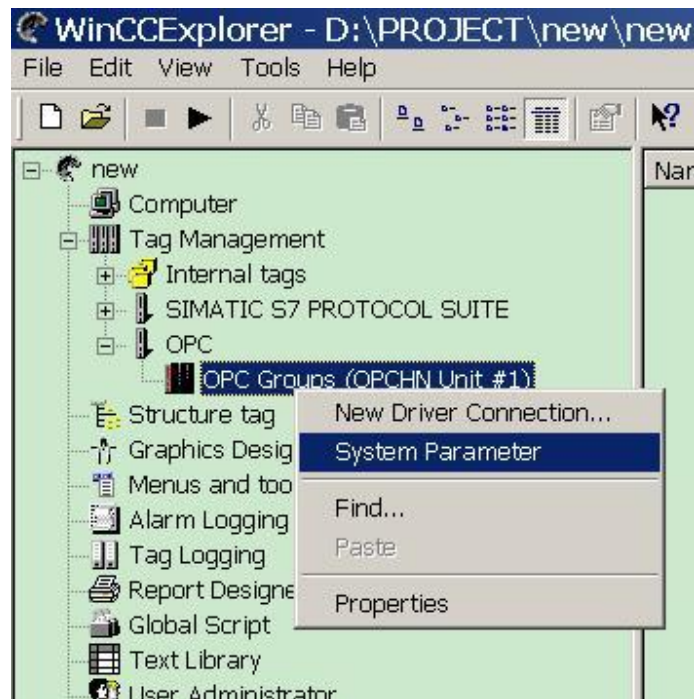 WinCCExplorer - D:\PROJECT\new\new
File Edit View Tools Help
Nar
new
Computer
Tag Management
Internal tags
SIMATIC S7 PROTOCOL SUITE
OPC
OPC Groups (OPCHN Unit #1)
Structure tag
Graphics Desig
Menus and too
Alarm Logging
Tag Logging
Report Designe
Global Script
Text Library
User Administrator
New Driver Connection...
System Parameter
Find...
Paste
Properties